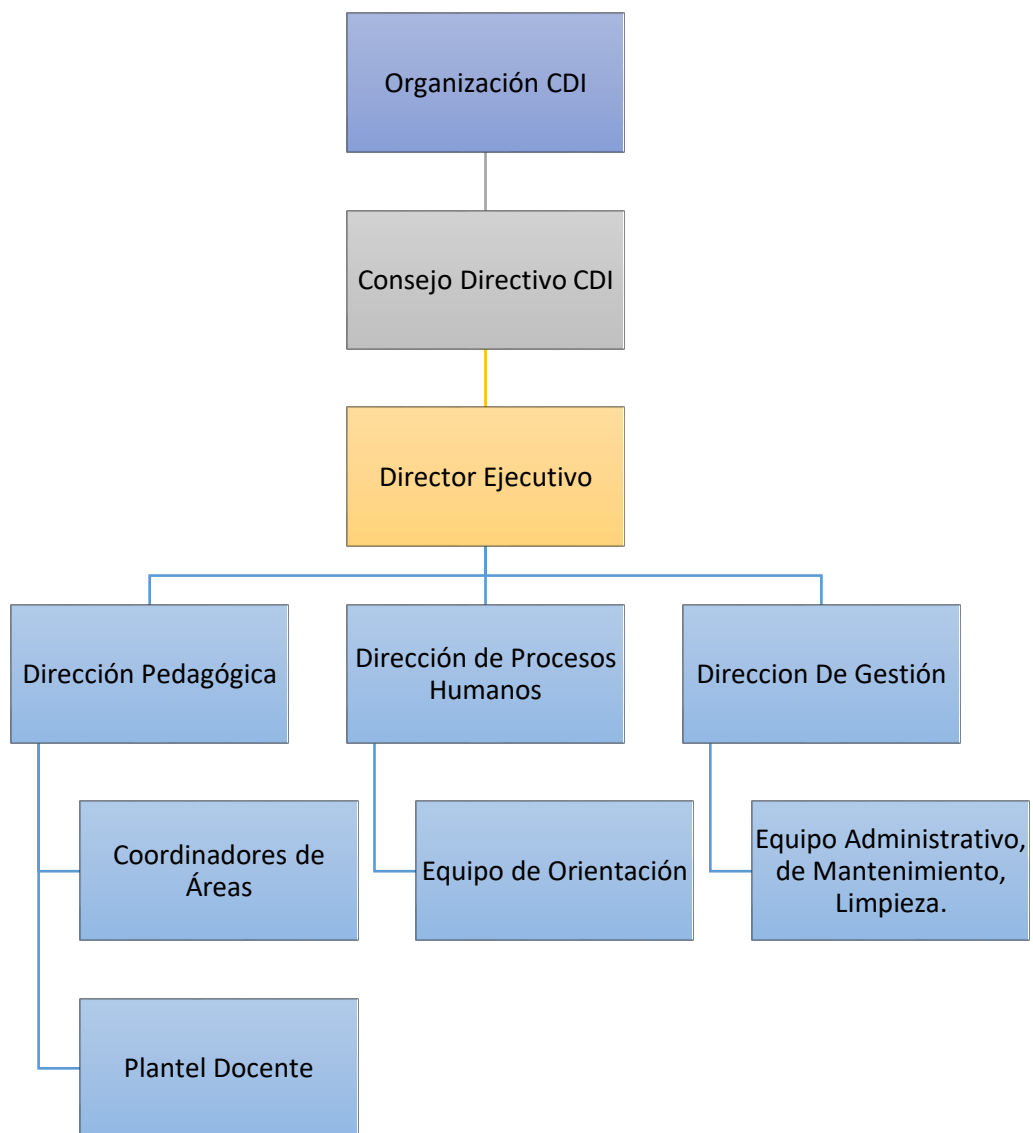 Organización CDI
Consejo Directivo CDI
Director Ejecutivo
Dirección Pedagógica
Dirección de Procesos
Humanos
Direccion De Gestión
Coordinadores de
Áreas
Equipo de Orientación
Equipo Administrativo,
de Mantenimiento,
Limpieza.
Plantel Docente